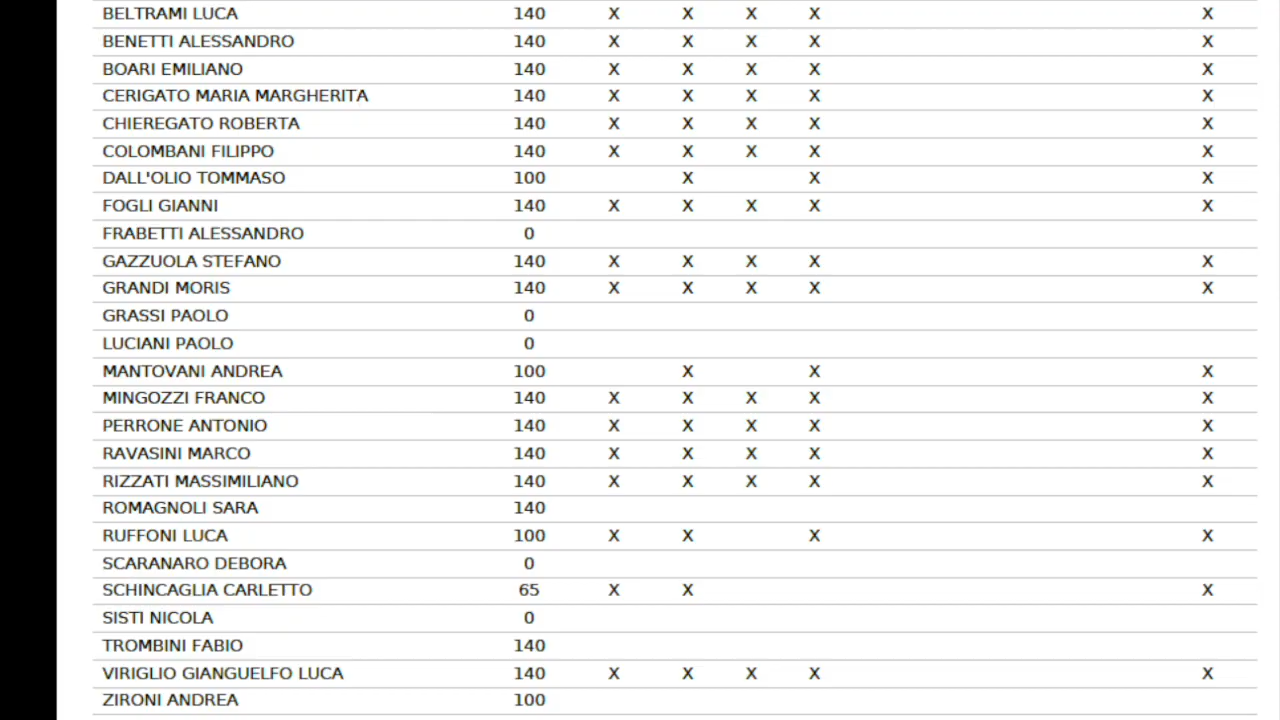 BELTRAMI LUCA 140 X X X X X
BENETTI ALESSANDRO 140 X X X X X
BOARI EMILIANO 140 X X X X X
CERIGATO MARIA MARGHERITA 140 X X X X X
CHIEREGATO ROBERTA 140 X X X X X
COLOMBANI FILIPPO 140 X X X X X
DALL'OLIO TOMMASO 100 X X X
FOGLI GIANNI 140 X X X X X
FRABETTI ALESSANDRO 0
GAZZUOLA STEFANO 140 X X X X X
GRANDI MORIS 140 X X X X X
GRASSI PAOLO 0
LUCIANI PAOLO 0
MANTOVANI ANDREA 100 X X X
MINGOZZI FRANCO 140 X X X X X
PERRONE ANTONIO 140 X X X X X
RAVASINI MARCO 140 X X X X X
RIZZATI MASSIMILIANO 140 X X X X X
ROMAGNOLI SARA 140
RUFFONI LUCA 100 X X X X
SCARANARO DEBORA 0
SCHINCAGLIA CARLETTO 65 X X X
SISTI NICOLA 0
TROMBINI FABIO 140
VIRIGLIO GIANGUELFO LUCA 140 X X X X X
ZIRONI ANDREA 100